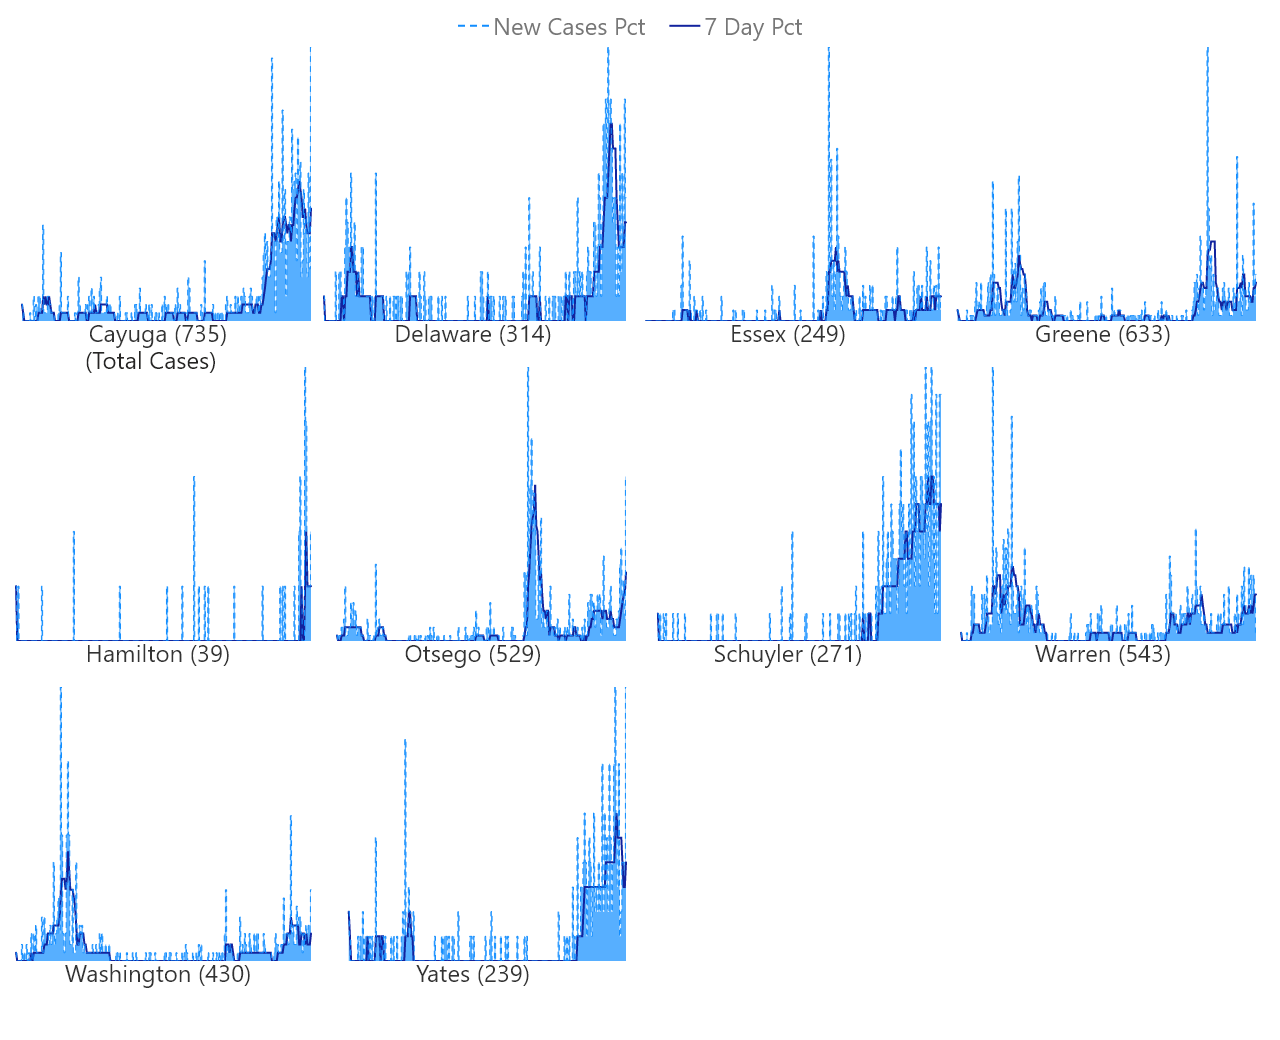 New Cases Pct 7 Day Pct
Cayuga (735) Delaware (314) Essex (249) Greene (633)
(Total Cases)
Hamilton (39) Otsego (529) Schuyler (271) Warren (543)
Washington (430) Yates (239)